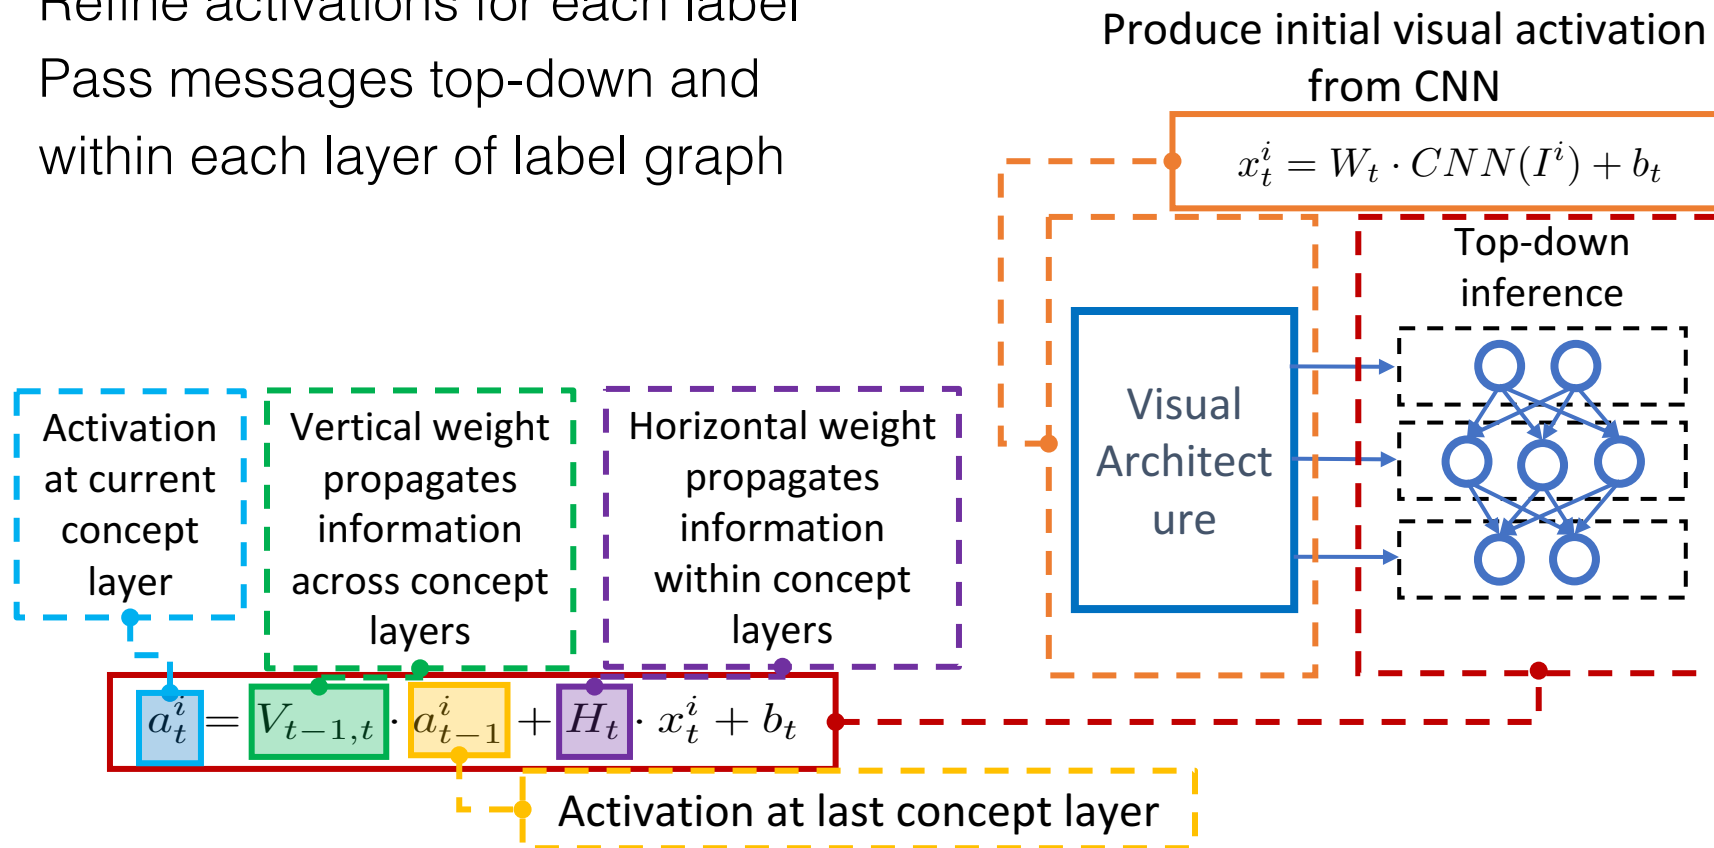 Refine activations for each label
Pass messages top-down and
within each layer of label graph
Produce initial visual activation
from CNN
x_t^i = W_t · CNN(I^i) + b_t
Top-down
inference
Visual
Architect
ure
Activation
at current
concept
layer
Vertical weight
propagates
information
across concept
layers
Horizontal weight
propagates
information
within concept
layers
a_t^i = V_{t-1,t} · a_{t-1}^i + H_t · x_t^i + b_t
Activation at last concept layer